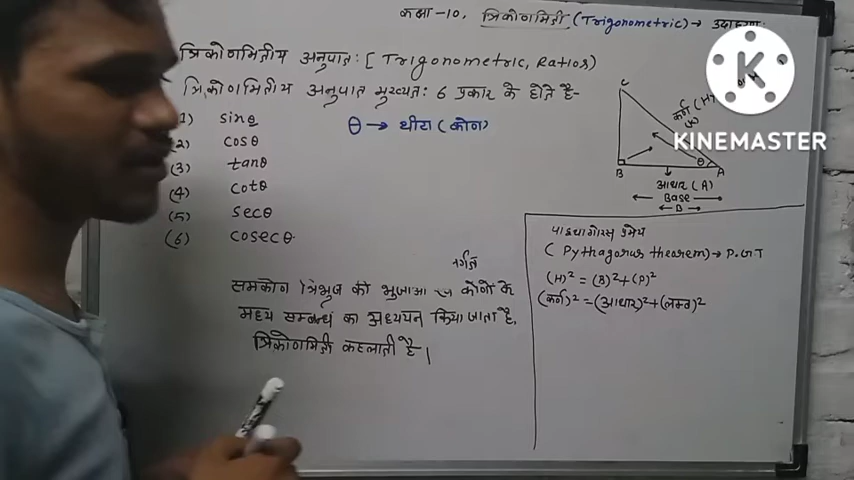 कक्षा-10, त्रिकोणमिती (Trigonometric) → उदाहरण:
त्रिकोणमितीय अनुपात: [Trigonometric, Ratios)
त्रिकोणमितीय अनुपात मुख्यत: 6 प्रकार के होते है-
1) sinθ
(2) cosθ
(3) tanθ
(4) cotθ
(5) secθ
(6) cosecθ
θ → थीटा (कोण)
समकोण त्रिभुज की भुजाओ कोणो के
मध्य सम्बन्ध का अध्ययन किया जाता है,
त्रिकोणमिती कहलाती है।
C
कर्ण (H)
(K)
θ
B A
आधार (A)
Base
B
KINEMASTER
पाइथागोरस प्रमेय
(Pythagorus theorem) → P.G.T
(H)² = (B)²+(P)²
(कर्ण)² = (आधार)²+(लम्ब)²